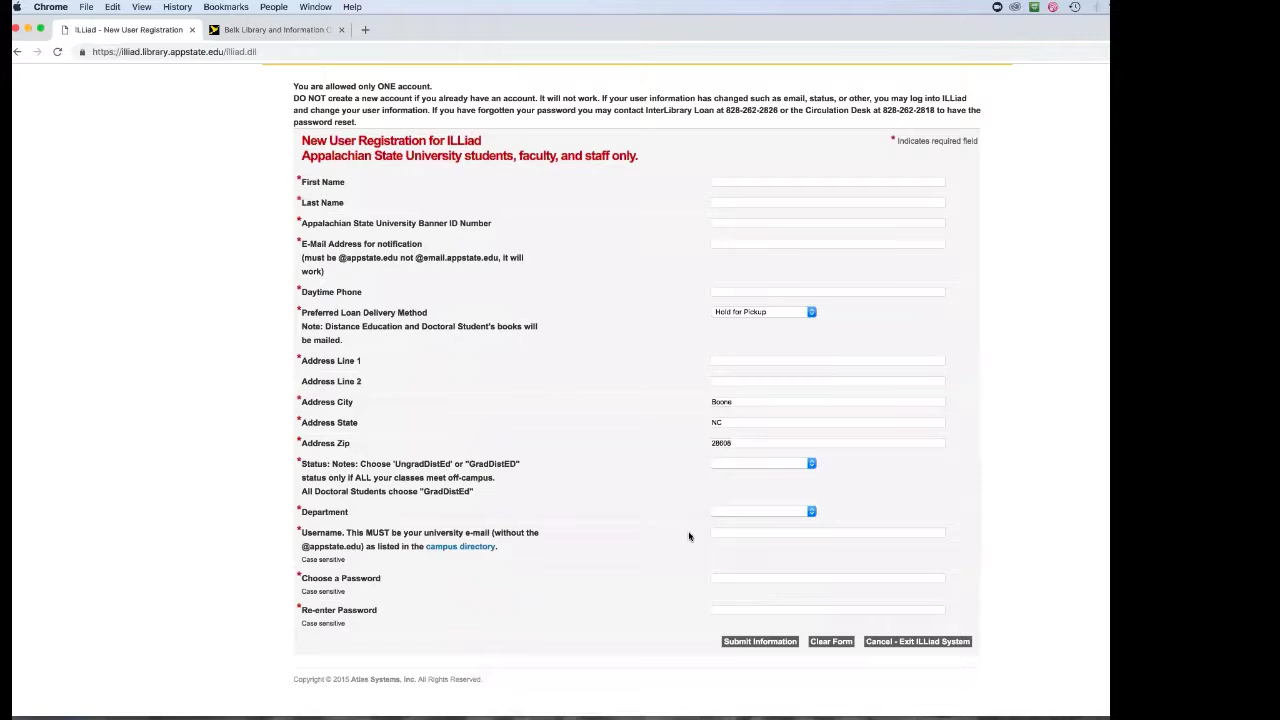 Chrome File Edit View History Bookmarks People Window Help
ILLiad - New User Registration × Belk Library and Information C × +
https://illiad.library.appstate.edu/illiad.dll
You are allowed only ONE account.
DO NOT create a new account if you already have an account. It will not work. If your user information has changed such as email, status, or other, you may log into ILLiad
and change your user information. If you have forgotten your password you may contact InterLibrary Loan at 828-262-2826 or the Circulation Desk at 828-262-2818 to have the
password reset.
New User Registration for ILLiad
* Indicates required field
Appalachian State University students, faculty, and staff only.
*First Name
*Last Name
*Appalachian State University Banner ID Number
*E-Mail Address for notification
(must be @appstate.edu not @email.appstate.edu, it will
work)
*Daytime Phone
*Preferred Loan Delivery Method Hold for Pickup
Note: Distance Education and Doctoral Student's books will
be mailed.
*Address Line 1
Address Line 2
*Address City Boone
*Address State NC
*Address Zip 28608
*Status: Notes: Choose 'UngradDistEd' or "GradDistED"
status only if ALL your classes meet off-campus.
All Doctoral Students choose "GradDistEd"
*Department
*Username. This MUST be your university e-mail (without the
@appstate.edu) as listed in the campus directory.
Case sensitive
*Choose a Password
Case sensitive
*Re-enter Password
Case sensitive
Submit Information Clear Form Cancel - Exit ILLiad System
Copyright © 2015 Atlas Systems, Inc. All Rights Reserved.